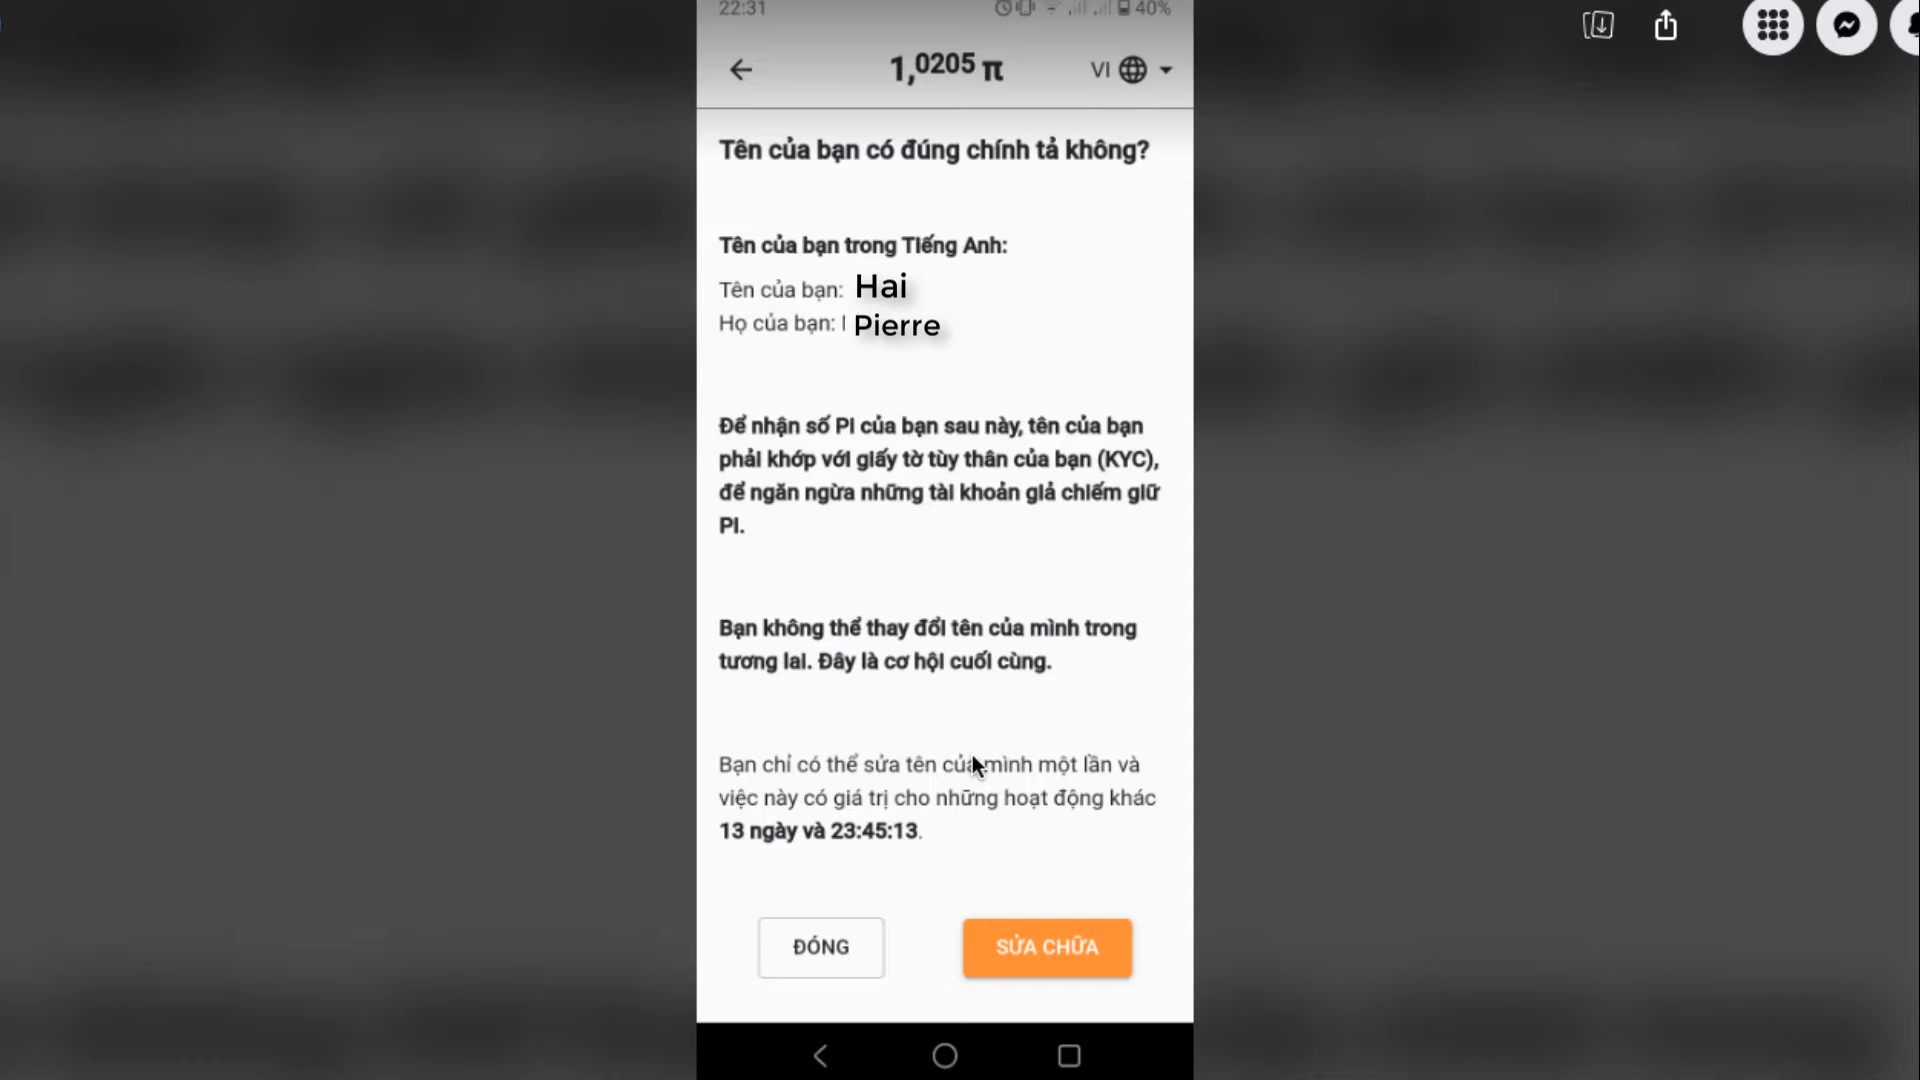 22:31 40%
1,0205 π VI
Tên của bạn có đúng chính tả không?
Tên của bạn trong Tiếng Anh:
Tên của bạn: Hai
Họ của bạn: Pierre
Để nhận số Pi của bạn sau này, tên của bạn
phải khớp với giấy tờ tùy thân của bạn (KYC),
để ngăn ngừa những tài khoản giả chiếm giữ
Pi.
Bạn không thể thay đổi tên của mình trong
tương lai. Đây là cơ hội cuối cùng.
Bạn chỉ có thể sửa tên của mình một lần và
việc này có giá trị cho những hoạt động khác
13 ngày và 23:45:13.
ĐÓNG SỬA CHỮA